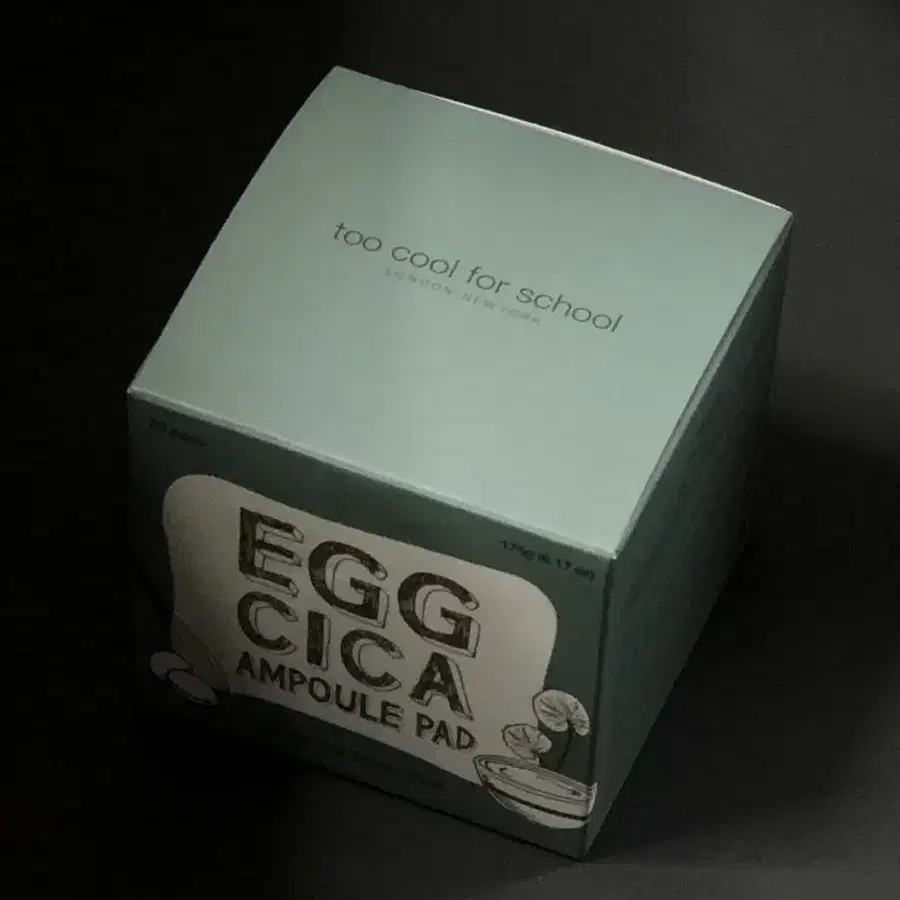 too cool for school
LONDON NEW YORK
175g (6.17 oz)
EGG
CICA
AMPOULE PAD